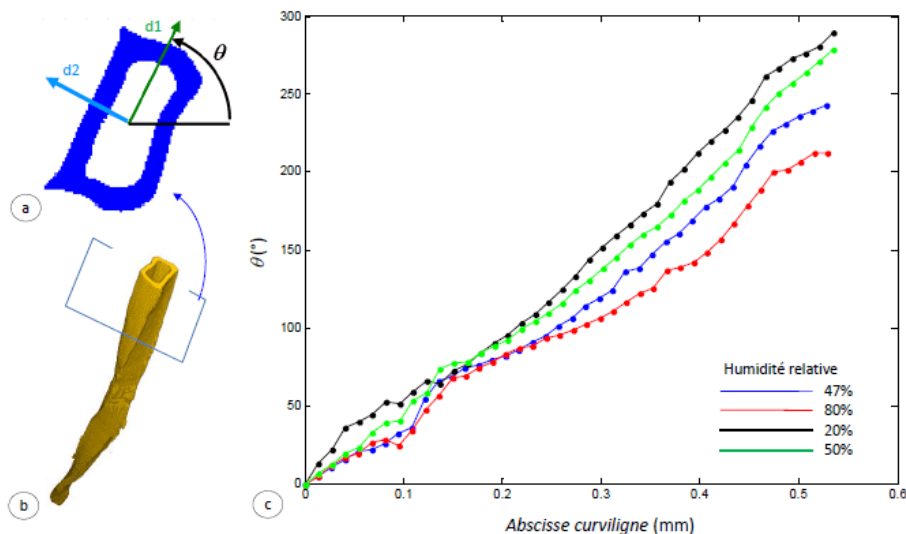 d1
θ
d2
a
b
300
250
200
150
100
50
0
θ (°)
0
0.1
0.2
0.3
0.4
0.5
0.6
Abscisse curviligne (mm)
c
Humidité relative
47%
80%
20%
50%